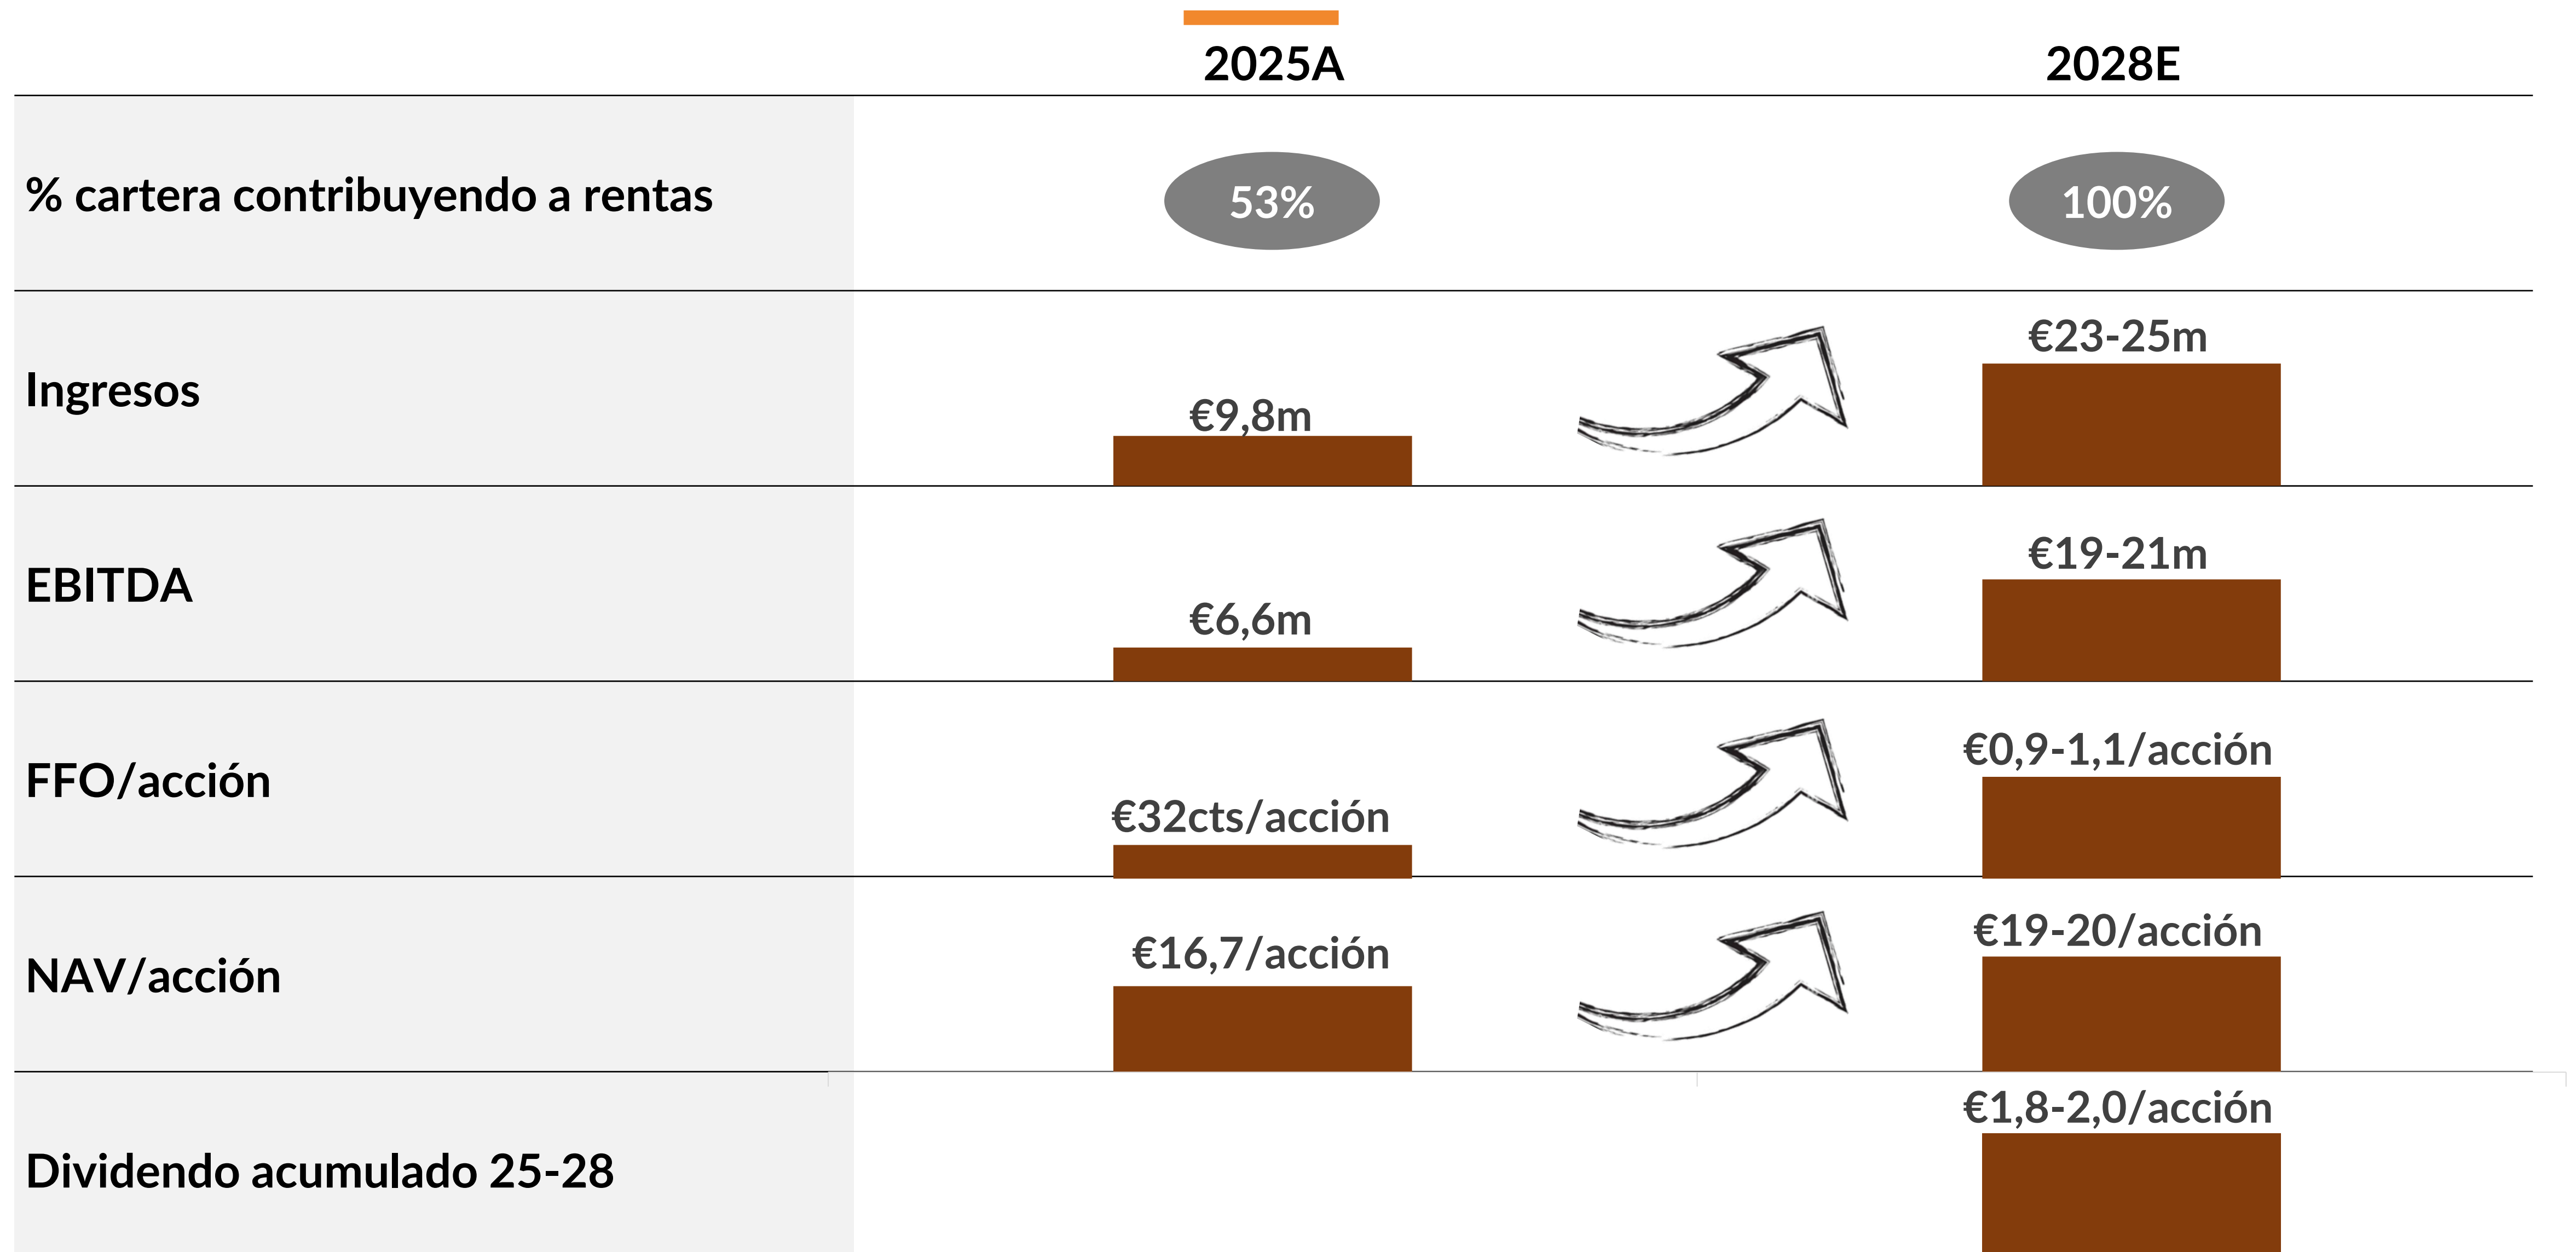 2025A 2028E
% cartera contribuyendo a rentas 53% 100%
Ingresos €9,8m €23-25m
EBITDA €6,6m €19-21m
FFO/acción €32cts/acción €0,9-1,1/acción
NAV/acción €16,7/acción €19-20/acción
Dividendo acumulado 25-28 €1,8-2,0/acción